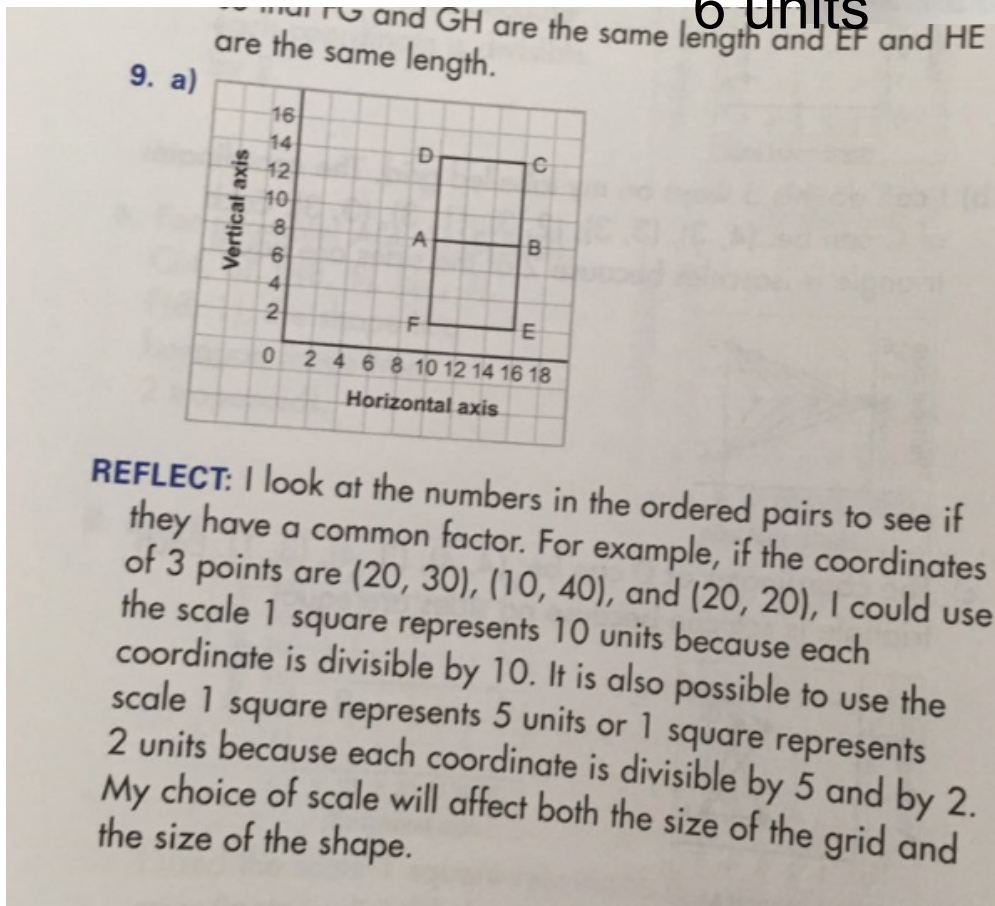 6 units
FG and GH are the same length and EF and HE
are the same length.
9. a)
16
14
12
10
8
6
4
2
0 2 4 6 8 10 12 14 16 18
Vertical axis
Horizontal axis
D C
A B
F E
REFLECT: I look at the numbers in the ordered pairs to see if
they have a common factor. For example, if the coordinates
of 3 points are (20, 30), (10, 40), and (20, 20), I could use
the scale 1 square represents 10 units because each
coordinate is divisible by 10. It is also possible to use the
scale 1 square represents 5 units or 1 square represents
2 units because each coordinate is divisible by 5 and by 2.
My choice of scale will affect both the size of the grid and
the size of the shape.